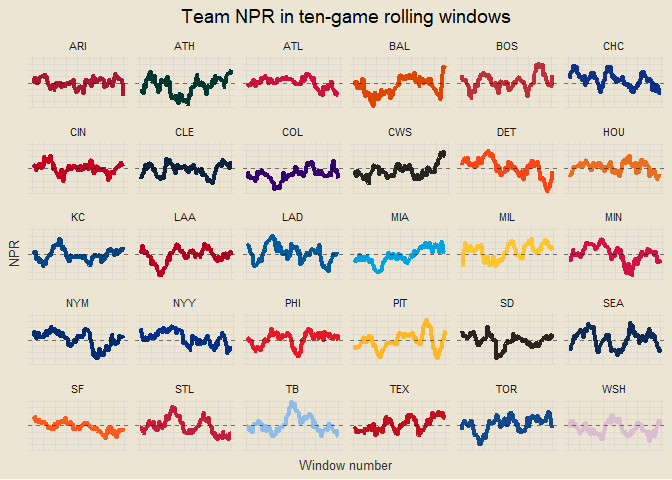 Team NPR in ten-game rolling windows
ARI ATH ATL BAL BOS CHC
CIN CLE COL CWS DET HOU
KC LAA LAD MIA MIL MIN
NPR
NYM NYY PHI PIT SD SEA
SF STL TB TEX TOR WSH
Window number